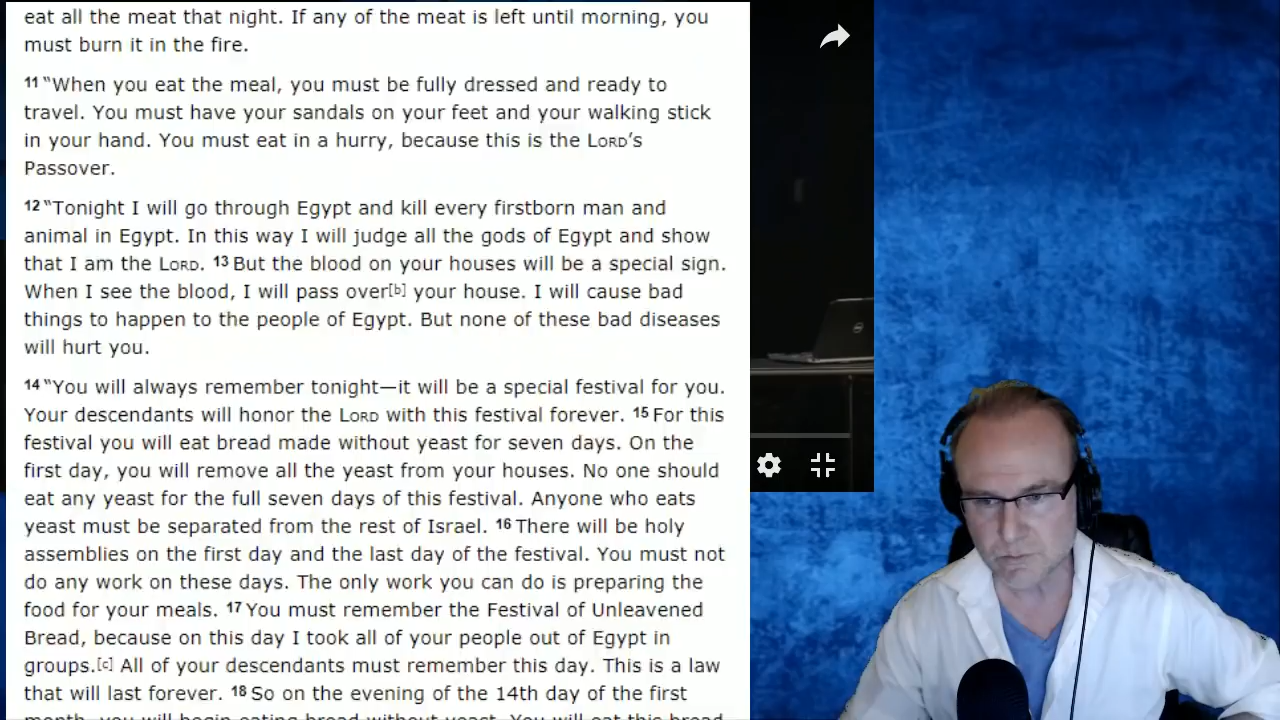 eat all the meat that night. If any of the meat is left until morning, you
must burn it in the fire.
11 “When you eat the meal, you must be fully dressed and ready to
travel. You must have your sandals on your feet and your walking stick
in your hand. You must eat in a hurry, because this is the LORD’s
Passover.
12 “Tonight I will go through Egypt and kill every firstborn man and
animal in Egypt. In this way I will judge all the gods of Egypt and show
that I am the LORD. 13 But the blood on your houses will be a special sign.
When I see the blood, I will pass over[b] your house. I will cause bad
things to happen to the people of Egypt. But none of these bad diseases
will hurt you.
14 “You will always remember tonight—it will be a special festival for you.
Your descendants will honor the LORD with this festival forever. 15 For this
festival you will eat bread made without yeast for seven days. On the
first day, you will remove all the yeast from your houses. No one should
eat any yeast for the full seven days of this festival. Anyone who eats
yeast must be separated from the rest of Israel. 16 There will be holy
assemblies on the first day and the last day of the festival. You must not
do any work on these days. The only work you can do is preparing the
food for your meals. 17 You must remember the Festival of Unleavened
Bread, because on this day I took all of your people out of Egypt in
groups.[c] All of your descendants must remember this day. This is a law
that will last forever. 18 So on the evening of the 14th day of the first
month, you will begin eating bread without yeast. You will eat this bread